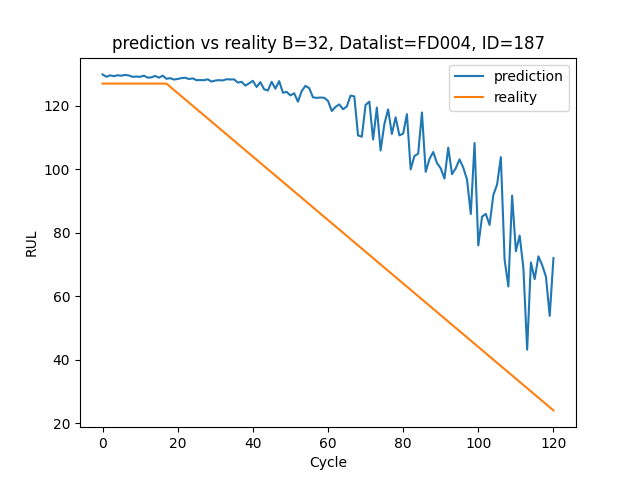 prediction vs reality B=32, Datalist=FD004, ID=187
prediction
reality
RUL
120
100
80
60
40
20
0 20 40 60 80 100 120
Cycle